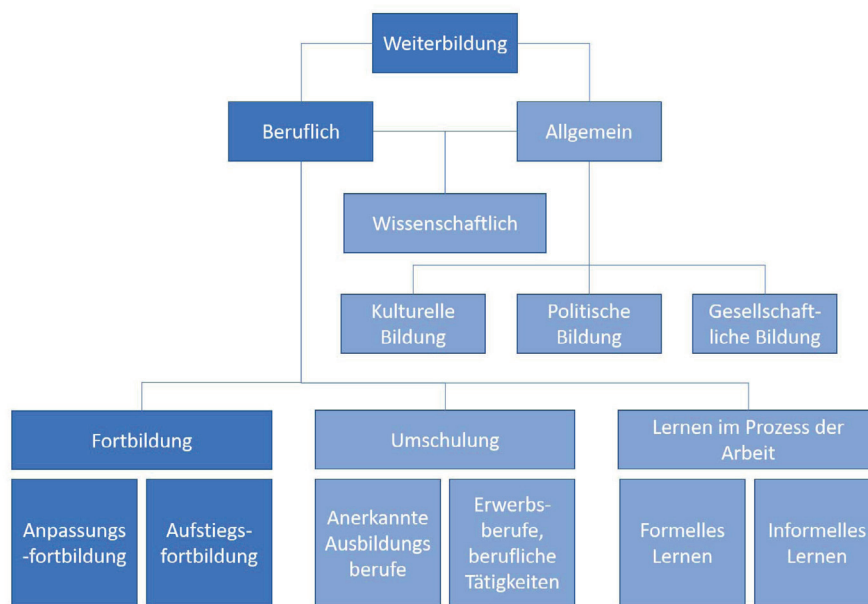 Weiterbildung
Beruflich
Allgemein
Wissenschaftlich
Kulturelle
Bildung
Politische
Bildung
Gesellschaft-
liche Bildung
Fortbildung
Umschulung
Lernen im Prozess der
Arbeit
Anpassungs
-fortbildung
Aufstiegs-
fortbildung
Anerkannte
Ausbildungs
berufe
Erwerbs-
berufe,
berufliche
Tätigkeiten
Formelles
Lernen
Informelles
Lernen